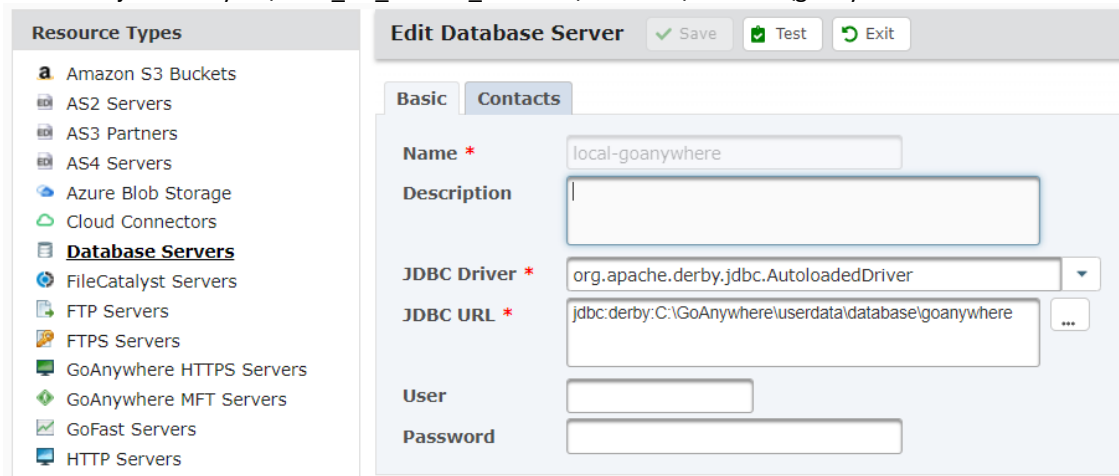 Resource Types
Amazon S3 Buckets
AS2 Servers
AS3 Partners
AS4 Servers
Azure Blob Storage
Cloud Connectors
Database Servers
FileCatalyst Servers
FTP Servers
FTPS Servers
GoAnywhere HTTPS Servers
GoAnywhere MFT Servers
GoFast Servers
HTTP Servers
Edit Database Server Save Test Exit
Basic Contacts
Name * local-goanywhere
Description
JDBC Driver * org.apache.derby.jdbc.AutoloadedDriver
JDBC URL * jdbc:derby:C:\GoAnywhere\userdata\database\goanywhere ...
User
Password